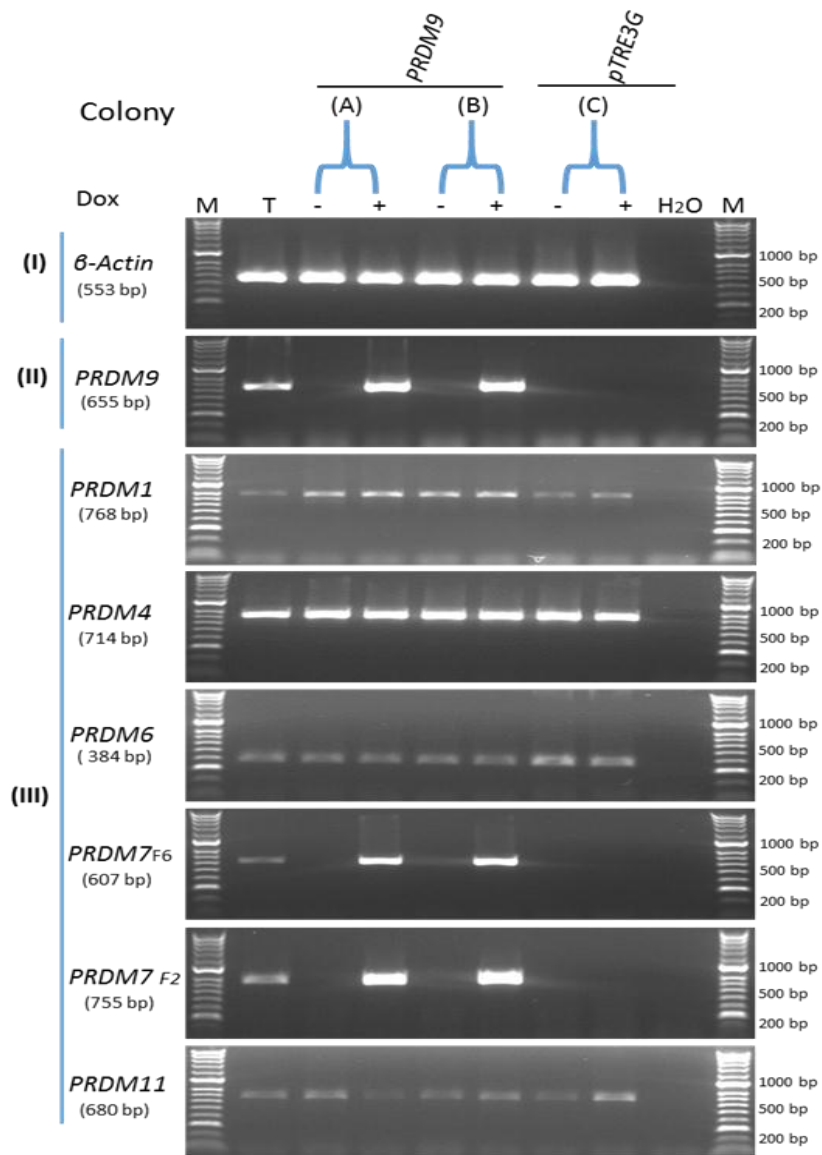 PRDM9 pTRE3G
Colony (A) (B) (C)
Dox M T - + - + - + H2O M
(I) β-Actin
(553 bp)
1000 bp
500 bp
200 bp
(II) PRDM9
(655 bp)
1000 bp
500 bp
200 bp
PRDM1
(768 bp)
1000 bp
500 bp
200 bp
PRDM4
(714 bp)
1000 bp
500 bp
200 bp
(III)
PRDM6
( 384 bp)
1000 bp
500 bp
200 bp
PRDM7F6
(607 bp)
1000 bp
500 bp
200 bp
PRDM7 F2
(755 bp)
1000 bp
500 bp
200 bp
PRDM11
(680 bp)
1000 bp
500 bp
200 bp